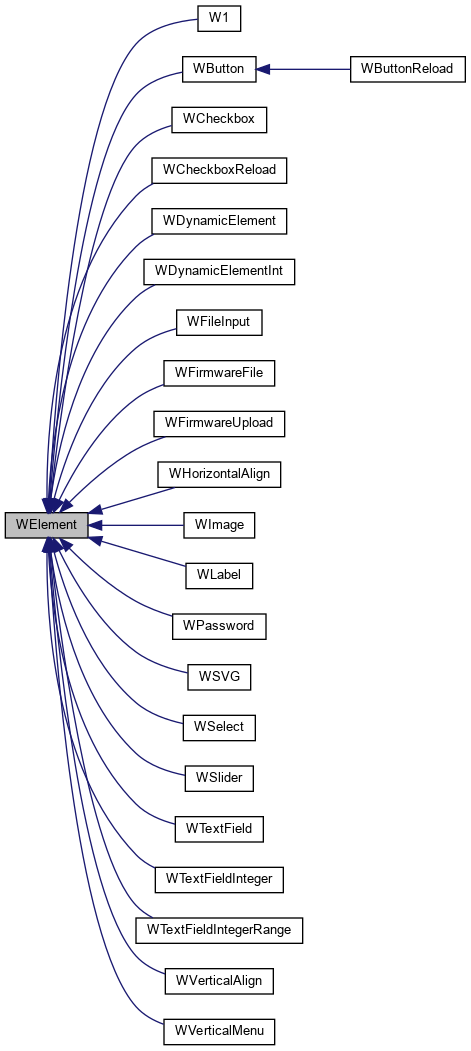 W1
WButton
WButtonReload
WCheckbox
WCheckboxReload
WDynamicElement
WDynamicElementInt
WFileInput
WFirmwareFile
WFirmwareUpload
WHorizontalAlign
WElement
WImage
WLabel
WPassword
WSVG
WSelect
WSlider
WTextField
WTextFieldInteger
WTextFieldIntegerRange
WVerticalAlign
WVerticalMenu